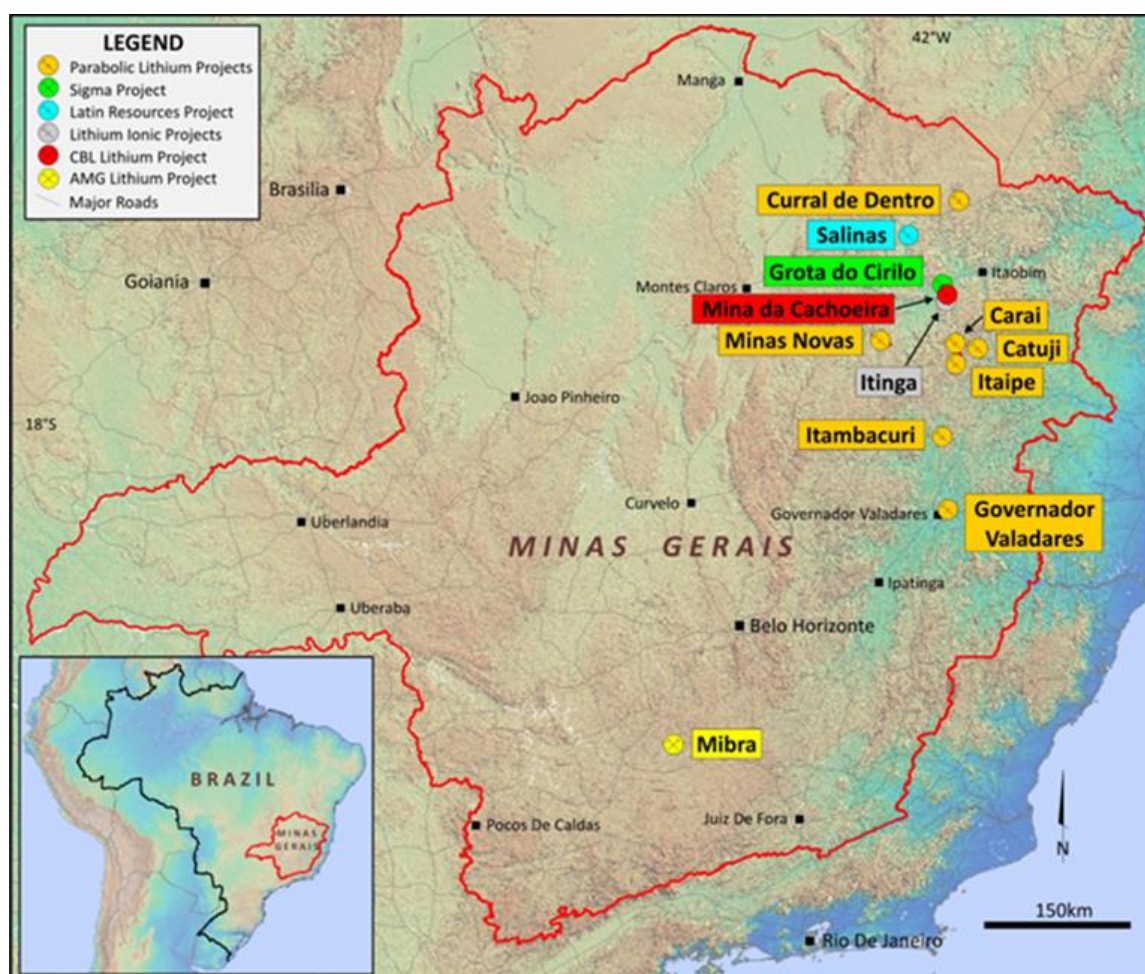 LEGEND
Parabolic Lithium Projects
Sigma Project
Latin Resources Project
Lithium Ionic Projects
CBL Lithium Project
AMG Lithium Project
Major Roads
42°W
Manga
Brasilia
Curral de Dentro
Salinas
Goiania
Grota do Cirilo
Itaobim
Montes Claros
Mina da Cachoeira
Carai
Minas Novas
Catuji
Itinga
Itaipe
Joao Pinheiro
18°S
Itambacuri
Curvelo
Governador Valadares
Governador
Valadares
Uberlandia
MINAS GERAIS
Ipatinga
Uberaba
Belo Horizonte
Mibra
BRAZIL
MINAS
GERAIS
Pocos De Caldas
Juiz De Fora
N
150km
Rio De Janeiro